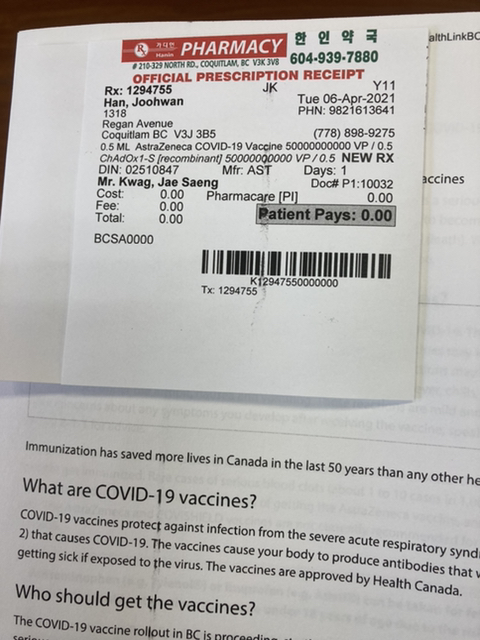 Rx 가디언 Hanin PHARMACY 한인약국
# 210-329 NORTH RD., COQUITLAM, BC V3K 3V8 604-939-7880
althLinkBC
OFFICIAL PRESCRIPTION RECEIPT
Rx: 1294755 JK Y11
Han, Joohwan Tue 06-Apr-2021
1318 PHN: 9821613641
Regan Avenue
Coquitlam BC V3J 3B5 (778) 898-9275
0.5 ML AstraZeneca COVID-19 Vaccine 50000000000 VP / 0.5
ChAdOx1-S [recombinant] 50000000000 VP / 0.5 NEW RX
DIN: 02510847 Mfr: AST Days: 1
Mr. Kwag, Jae Saeng Doc# P1:10032
Cost: 0.00 Pharmacare [PI] 0.00
Fee: 0.00
Total: 0.00 Patient Pays: 0.00
BCSA0000
K12947550000000
Tx: 1294755
accines
Immunization has saved more lives in Canada in the last 50 years than any other he
What are COVID-19 vaccines?
COVID-19 vaccines protect against infection from the severe acute respiratory synd
2) that causes COVID-19. The vaccines cause your body to produce antibodies that w
getting sick if exposed to the virus. The vaccines are approved by Health Canada.
Who should get the vaccines?
The COVID-19 vaccine rollout in BC is proceeding